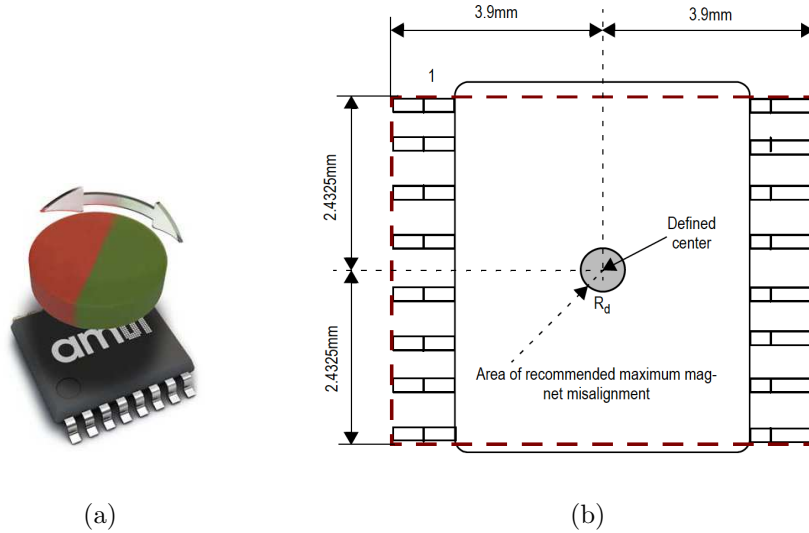 3.9mm
3.9mm
1
2.4325mm
Defined
center
Rd
2.4325mm
Area of recommended maximum mag-
net misalignment
(a)
(b)